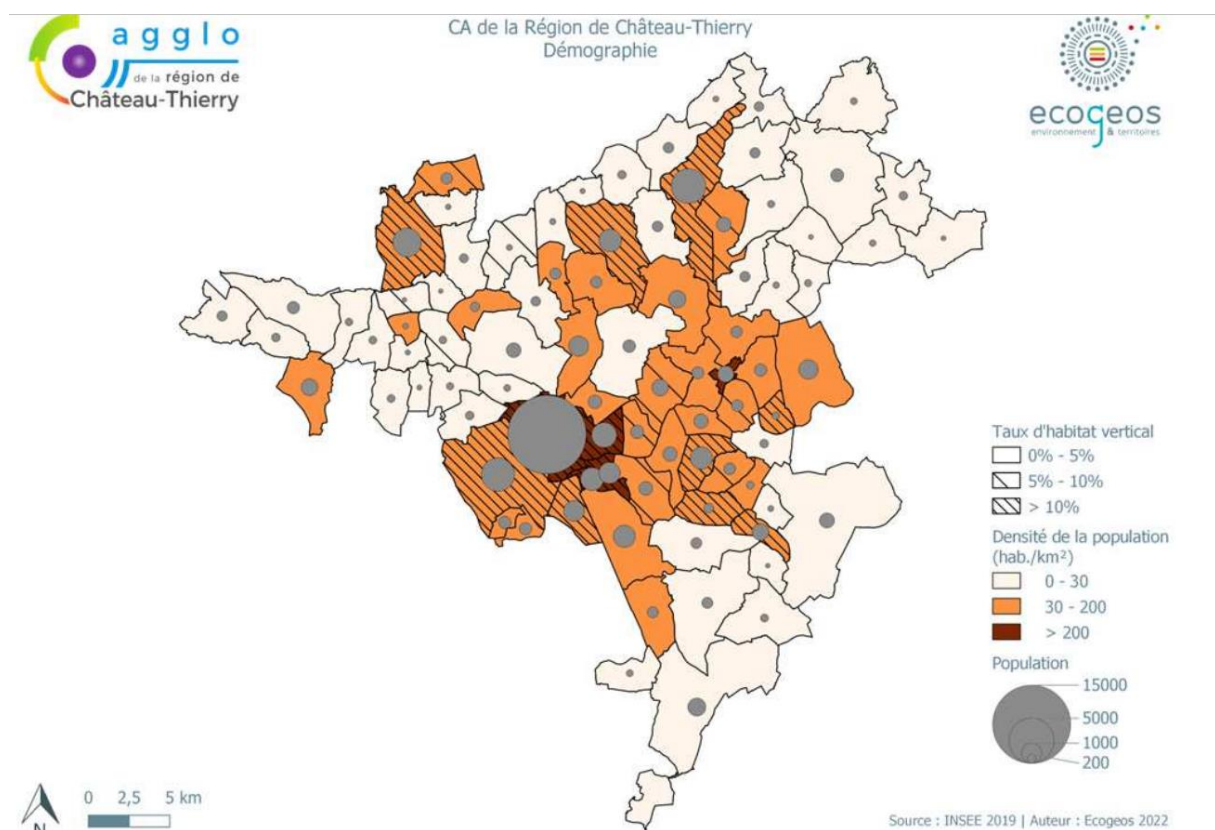 agglo
de la région de
Château-Thierry
CA de la Région de Château-Thierry
Démographie
ecogeos
environnement & territoires
Taux d'habitat vertical
0% - 5%
5% - 10%
> 10%
Densité de la population
(hab./km²)
0 - 30
30 - 200
> 200
Population
15000
5000
1000
200
N
0 2,5 5 km
Source : INSEE 2019 | Auteur : Ecogeos 2022